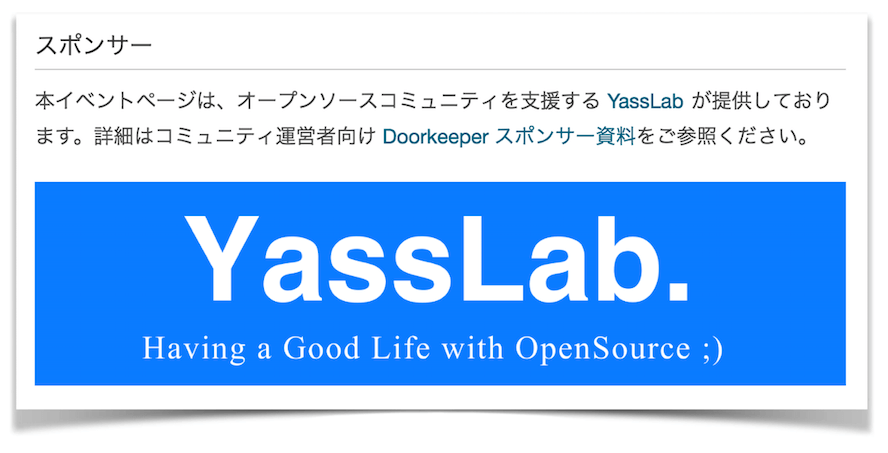 スポンサー
本イベントページは、オープンソースコミュニティを支援する YassLab が提供しており
ます。詳細はコミュニティ運営者向け Doorkeeper スポンサー資料をご参照ください。
YassLab.
Having a Good Life with OpenSource ;)